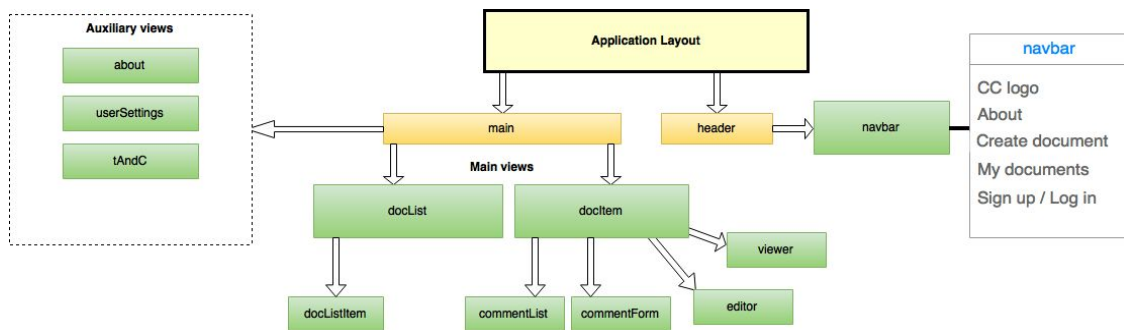 Auxiliary views
about
userSettings
tAndC
Application Layout
main
header
navbar
navbar
CC logo
About
Create document
My documents
Sign up / Log in
Main views
docList
docItem
viewer
docListItem
commentList
commentForm
editor